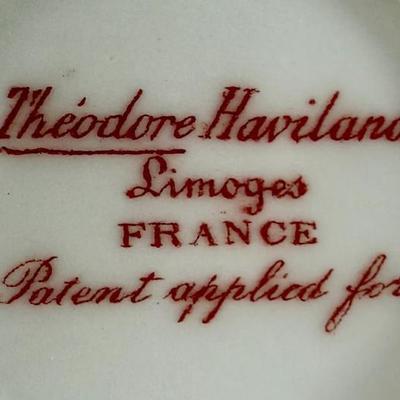 Théodore Haviland
Limoges
FRANCE
Patent applied for